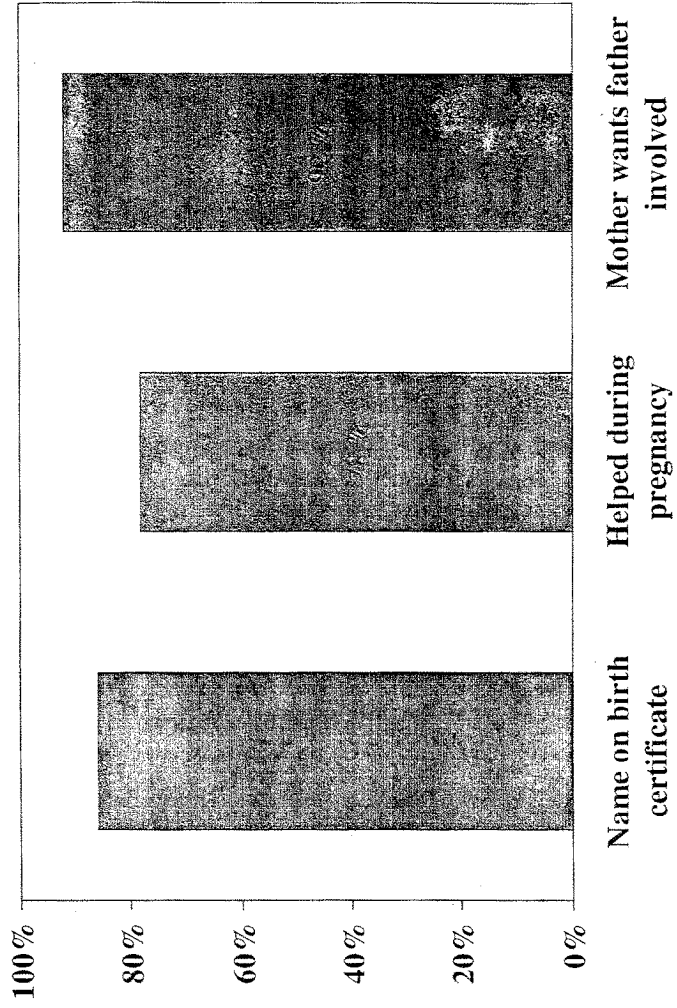 100%
80%
60%
40%
20%
0%
Name on birth
certificate
Helped during
pregnancy
Mother wants father
involved